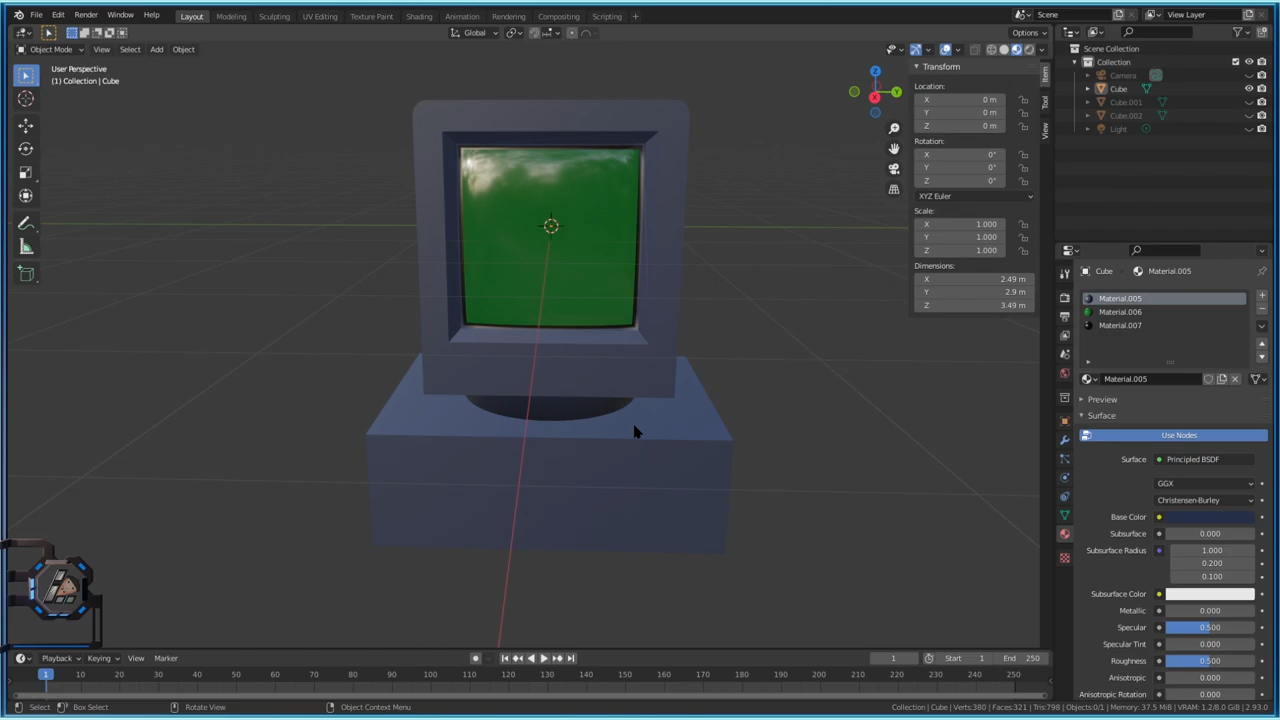 File Edit Render Window Help Layout Modeling Sculpting UV Editing Texture Paint Shading Animation Rendering Compositing Scripting + Scene View Layer
Global Options
Object Mode View Select Add Object
User Perspective
(1) Collection | Cube
Z
Y
X
Transform
Location:
X 0 m
Y 0 m
Z 0 m
Rotation:
X 0°
Y 0°
Z 0°
XYZ Euler
Scale:
X 1.000
Y 1.000
Z 1.000
Dimensions:
X 2.49 m
Y 2.9 m
Z 3.49 m
Item
Tool
View
Scene Collection
Collection
Camera
Cube
Cube.001
Cube.002
Light
Cube Material.005
Material.005
Material.006
Material.007
Material.005
Preview
Surface
Use Nodes
Surface Principled BSDF
GGX
Christensen-Burley
Base Color
Subsurface 0.000
Subsurface Radius 1.000
0.200
0.100
Subsurface Color
Metallic 0.000
Specular 0.500
Specular Tint 0.000
Roughness 0.500
Anisotropic 0.000
Anisotropic Rotation 0.000
Playback Keying View Marker 1 Start 1 End 250
1 10 20 30 40 50 60 70 80 90 100 110 120 130 140 150 160 170 180 190 200 210 220 230 240 250
Select Box Select Rotate View Object Context Menu Collection | Cube | Verts:380 | Faces:321 | Tris:798 | Objects:0/1 | Memory: 37.5 MiB | VRAM: 1.2/8.0 GiB | 2.93.0